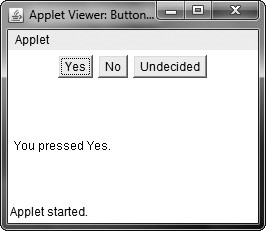 Applet Viewer: Button...
Applet
Yes No Undecided
You pressed Yes.
Applet started.